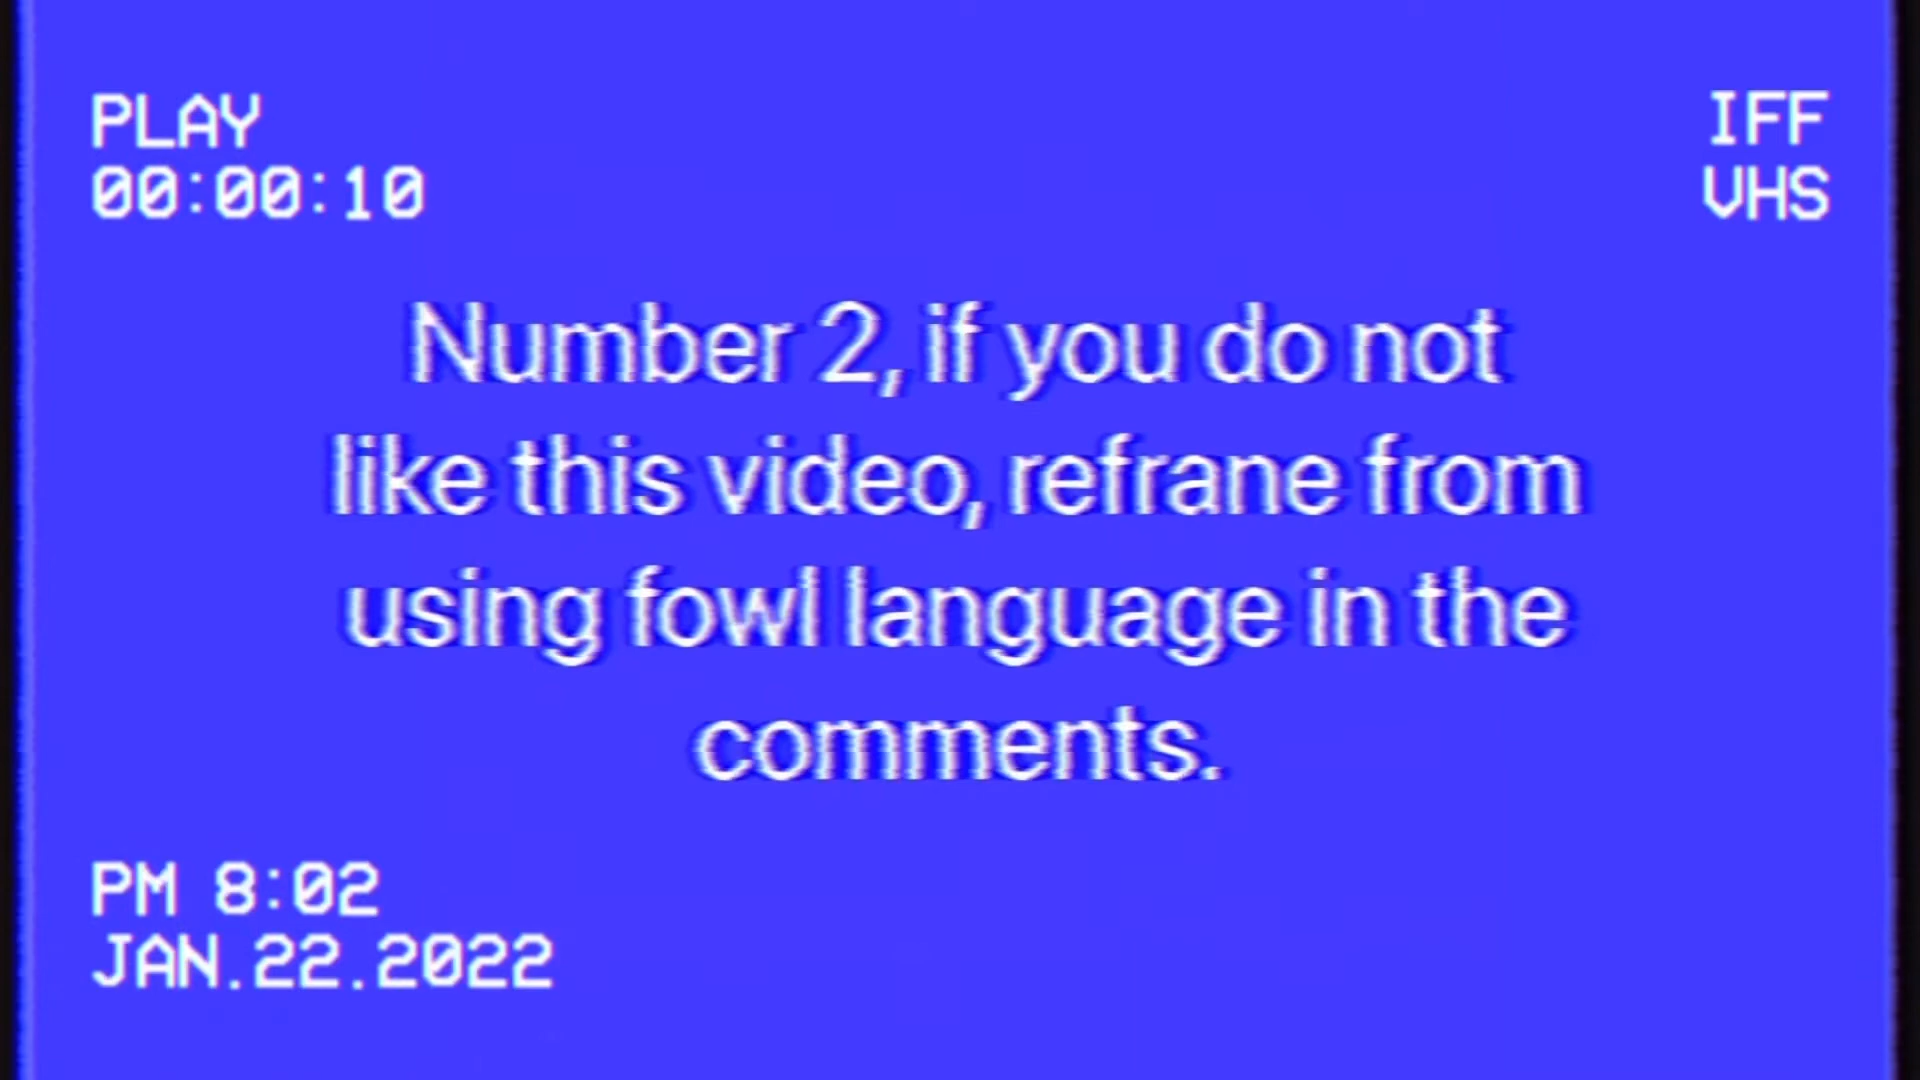 PLAY
00:00:10
IFF
VHS
Number 2, if you do not
like this video, refrane from
using fowl language in the
comments.
PM 8:02
JAN.22.2022